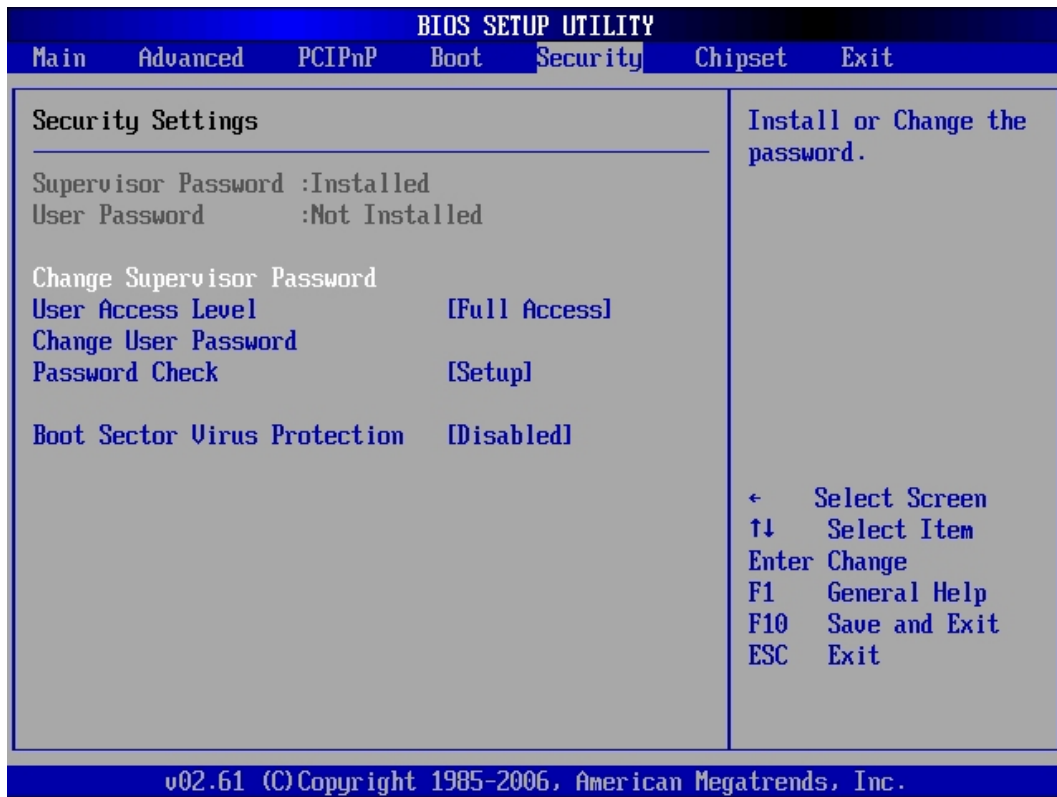 BIOS SETUP UTILITY
Main Advanced PCIPnP Boot Security Chipset Exit
Security Settings
Supervisor Password :Installed
User Password :Not Installed
Change Supervisor Password
User Access Level [Full Access]
Change User Password
Password Check [Setup]
Boot Sector Virus Protection [Disabled]
Install or Change the
password.
← Select Screen
↑↓ Select Item
Enter Change
F1 General Help
F10 Save and Exit
ESC Exit
v02.61 (C)Copyright 1985-2006, American Megatrends, Inc.